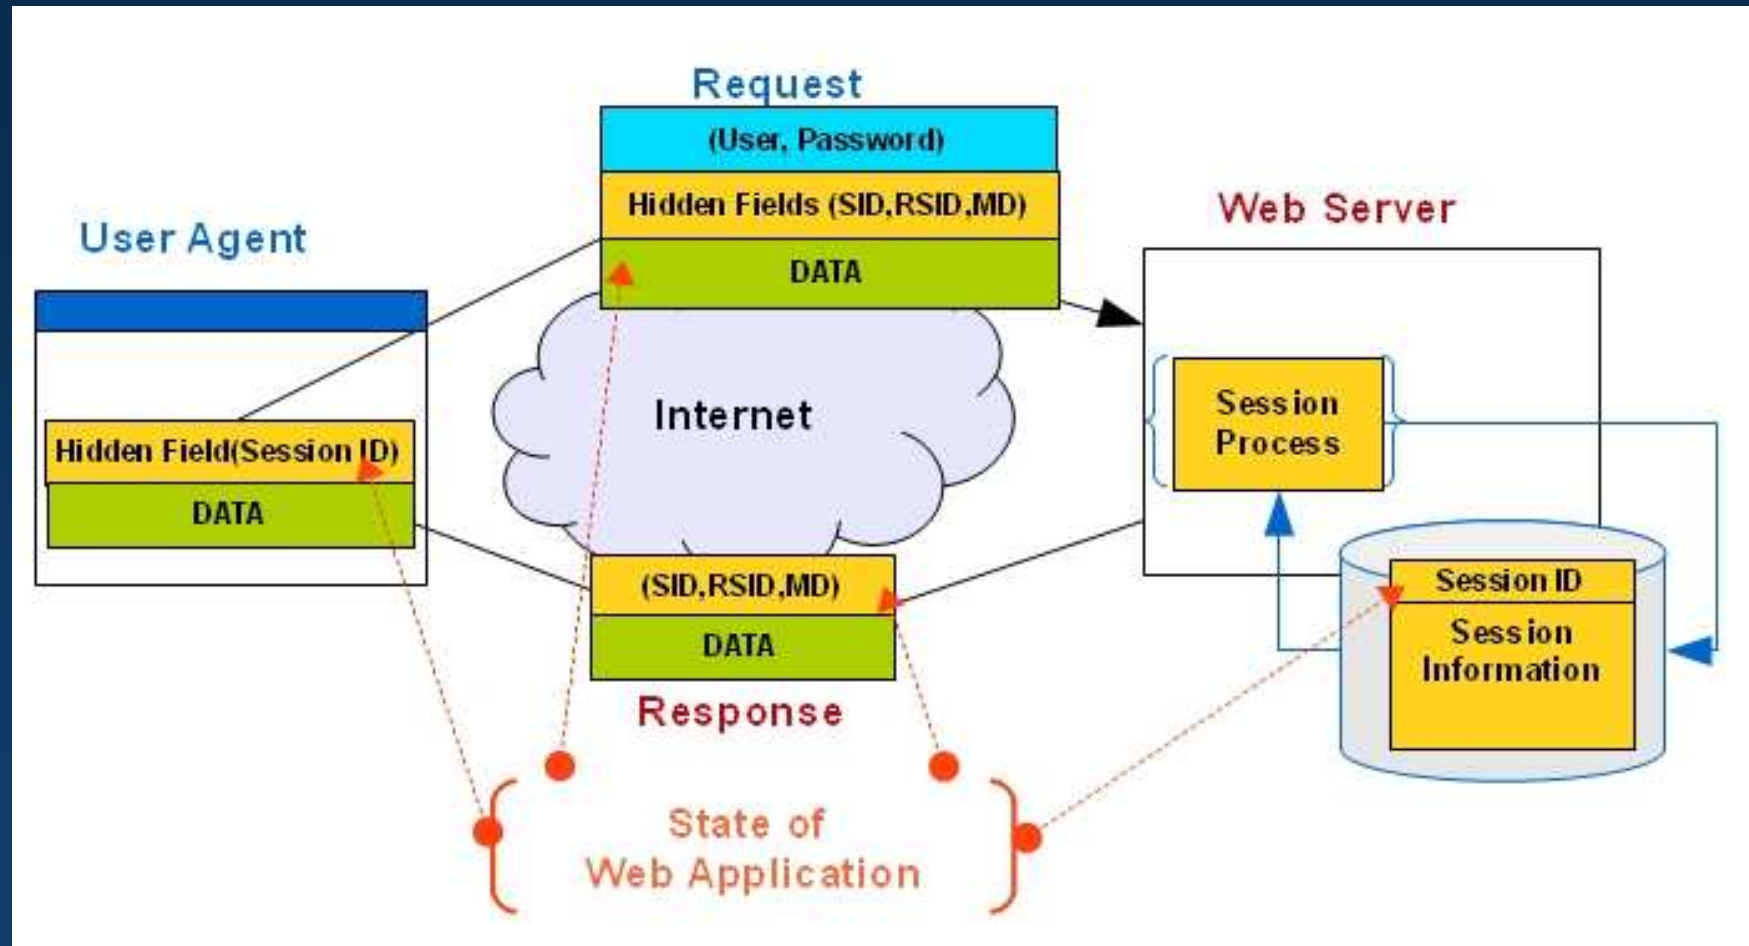 Request
(User, Password)
Hidden Fields (SID,RSID,MD)
DATA
User Agent
Hidden Field(Session ID)
DATA
Internet
Web Server
Session
Process
Session ID
Session
Information
(SID,RSID,MD)
DATA
Response
State of
Web Application